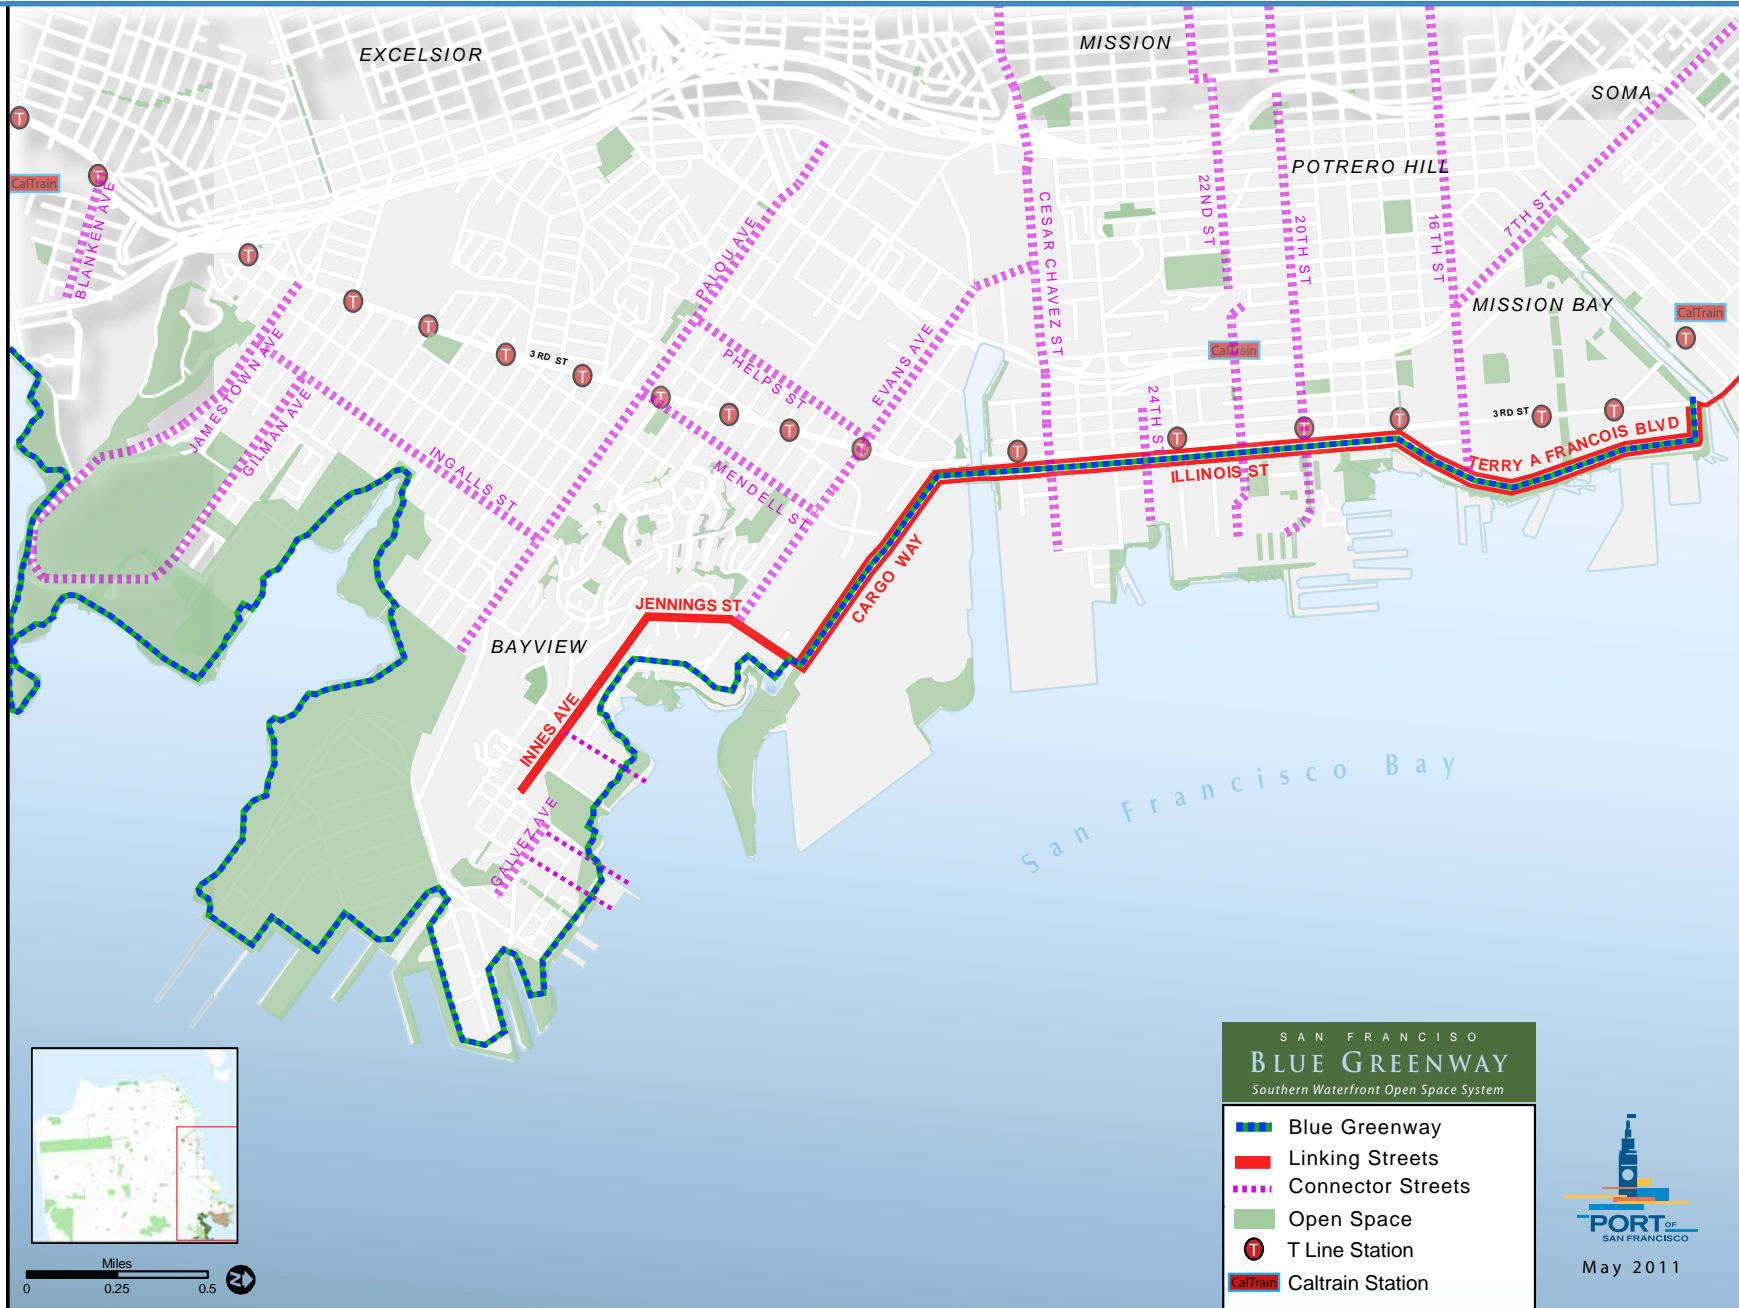 EXCELSIOR
MISSION
SOMA
POTRERO HILL
MISSION BAY
BAYVIEW
T
T
CalTrain
BLANKEN AVE
T
T
T
T
3RD ST
T
T
T
T
T
T
T
T
T
3RD ST
T
T
T
CalTrain
CalTrain
JAMESTOWN AVE
GILMAN AVE
INGALLS ST
PALOU AVE
PHELPS ST
MENDELL ST
EVANS AVE
CESAR CHAVEZ ST
22ND ST
24TH ST
20TH ST
16TH ST
7TH ST
TERRY A FRANCOIS BLVD
ILLINOIS ST
CARGO WAY
JENNINGS ST
INNES AVE
GALVEZ AVE
San Francisco Bay
SAN FRANCISO
BLUE GREENWAY
Southern Waterfront Open Space System
Blue Greenway
Linking Streets
Connector Streets
Open Space
T
T Line Station
CalTrain
Caltrain Station
PORT OF
SAN FRANCISCO
May 2011
Miles
0 0.25 0.5
N